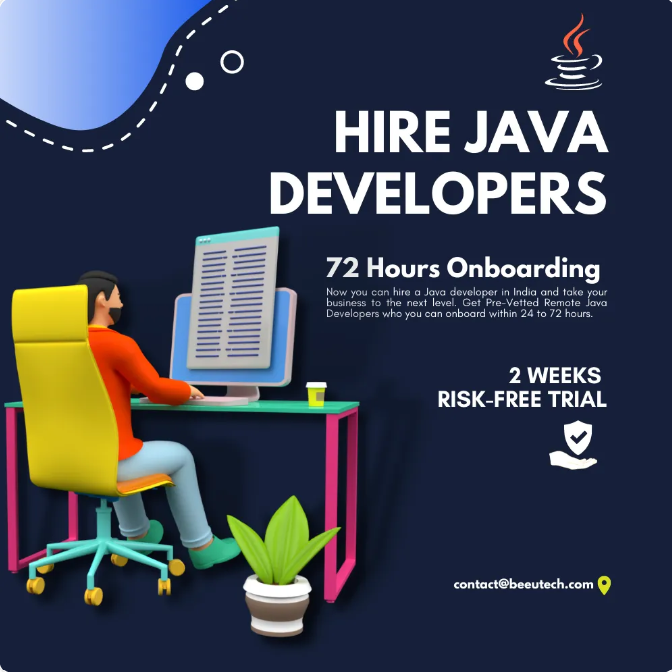 HIRE JAVA
DEVELOPERS
72 Hours Onboarding
Now you can hire a Java developer in India and take your
business to the next level. Get Pre-Vetted Remote Java
Developers who you can onboard within 24 to 72 hours.
2 WEEKS
RISK-FREE TRIAL
contact@beeutech.com